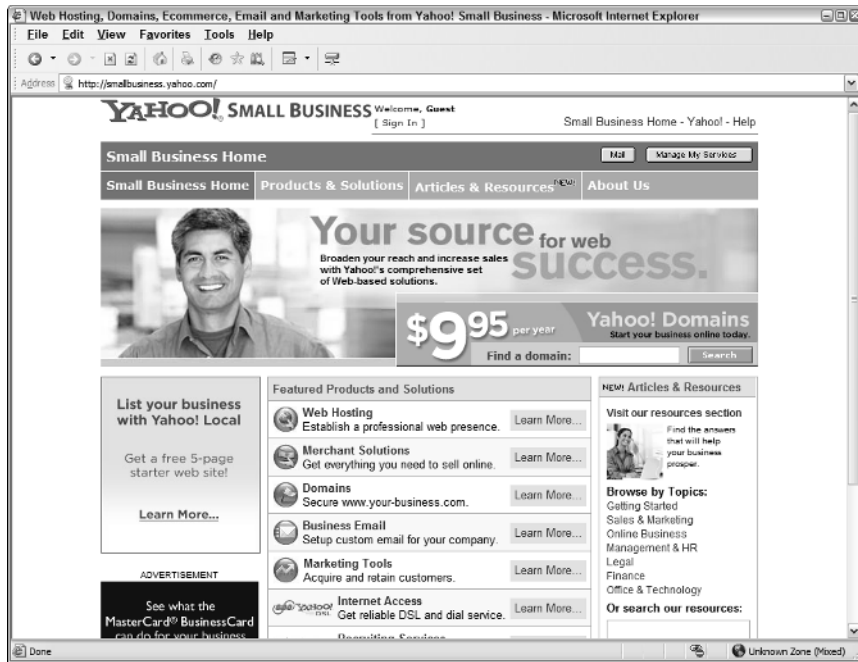 Web Hosting, Domains, Ecommerce, Email and Marketing Tools from Yahoo! Small Business - Microsoft Internet Explorer
File Edit View Favorites Tools Help
Address http://smallbusiness.yahoo.com/
YAHOO! SMALL BUSINESS
Welcome, Guest
[ Sign In ]
Small Business Home - Yahoo! - Help
Small Business Home
Mail
Manage My Services
Small Business Home
Products & Solutions
Articles & Resources NEW!
About Us
Your source for web success.
Broaden your reach and increase sales
with Yahoo!'s comprehensive set
of Web-based solutions.
$9.95 per year
Yahoo! Domains
Start your business online today.
Find a domain:
Search
List your business
with Yahoo! Local
Get a free 5-page
starter web site!
Learn More...
ADVERTISEMENT
See what the
MasterCard® BusinessCard
can do for your business
Featured Products and Solutions
Web Hosting
Establish a professional web presence.
Learn More...
Merchant Solutions
Get everything you need to sell online.
Learn More...
Domains
Secure www.your-business.com.
Learn More...
Business Email
Setup custom email for your company.
Learn More...
Marketing Tools
Acquire and retain customers.
Learn More...
YAHOO! DSL
Internet Access
Get reliable DSL and dial service.
Learn More...
Recruiting Services
NEW! Articles & Resources
Visit our resources section
Find the answers
that will help
your business
prosper.
Browse by Topics:
Getting Started
Sales & Marketing
Online Business
Management & HR
Legal
Finance
Office & Technology
Or search our resources:
Done
Unknown Zone (Mixed)